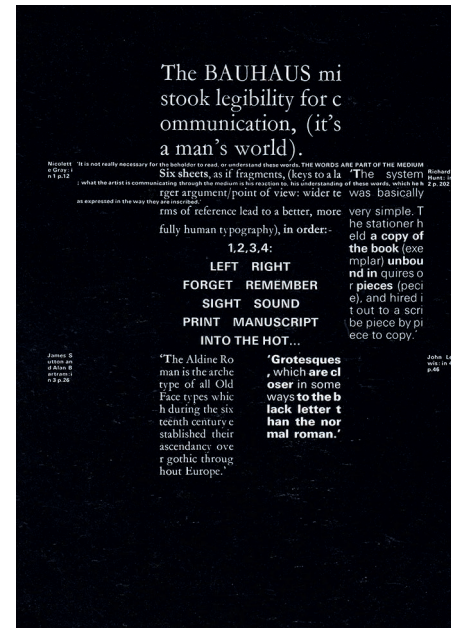 The BAUHAUS mi
stook legibility for c
ommunication, (it's
a man's world).
Nicolett
e Gray: i
n 1 p.12
'It is not really necessary for the beholder to read, or understand these words. THE WORDS ARE PART OF THE MEDIUM
; what the artist is communicating through the medium is his reaction to, his understanding of these words, which he h
as expressed in the way they are inscribed.'
Six sheets, as if fragments, (keys to a la
rger argument/point of view: wider te
rms of reference lead to a better, more
fully human typography), in order:-
1,2,3,4:
LEFT RIGHT
FORGET REMEMBER
SIGHT SOUND
PRINT MANUSCRIPT
INTO THE HOT...
'The system
was basically
very simple. T
he stationer h
eld a copy of
the book (exe
mplar) unbou
nd in quires o
r pieces (peci
e), and hired i
t out to a scri
be piece by pi
ece to copy.'
Richard
Hunt: i
2 p. 202
James S
utton an
d Alan B
artram: i
n 3 p.26
'The Aldine Ro
man is the arche
type of all Old
Face types whic
h during the six
teenth century e
stablished their
ascendancy ove
r gothic throug
hout Europe.'
'Grotesques
, which are cl
oser in some
ways to the b
lack letter t
han the nor
mal roman.'
John Le
wis: in
p.46